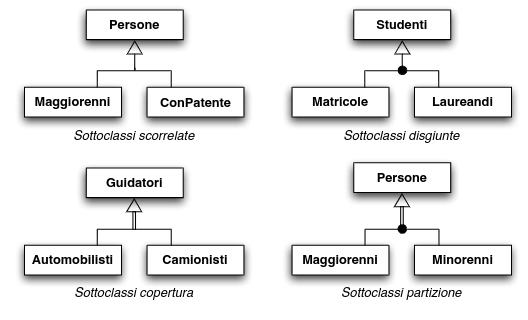 Persone
Studenti
Maggiorenni
ConPatente
Matricole
Laureandi
Sottoclassi scorrelate
Sottoclassi disgiunte
Guidatori
Persone
Automobilisti
Camionisti
Maggiorenni
Minorenni
Sottoclassi copertura
Sottoclassi partizione